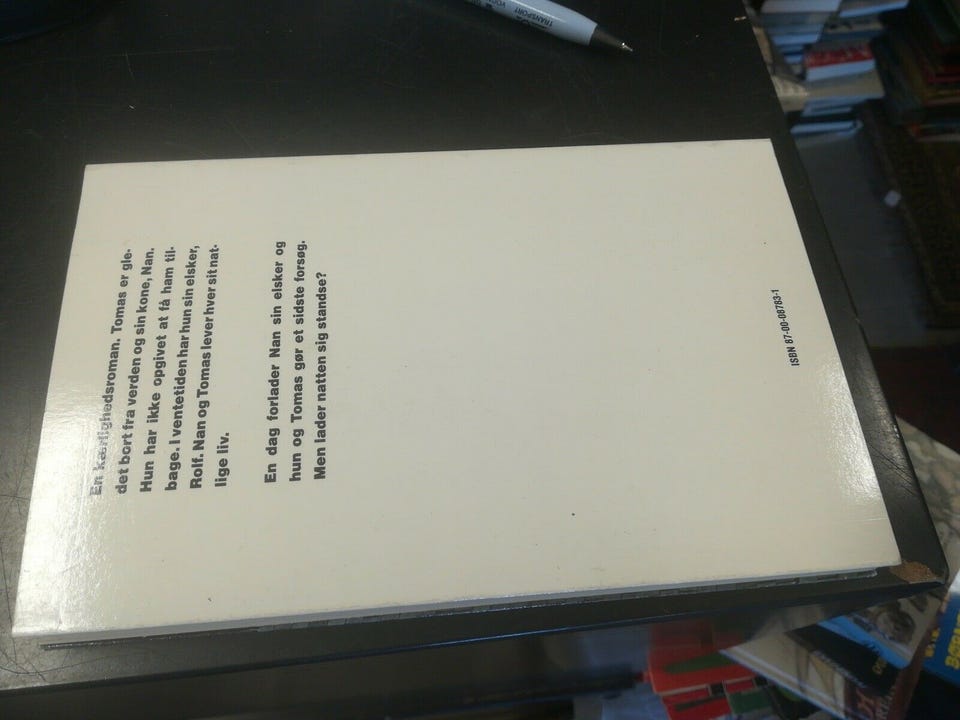 En kærlighedsroman. Tomas er gle-
det bort fra verden og sin kone, Nan.
Hun har ikke opgivet at få ham til-
bage. I ventetiden har hun sin elsker,
Rolf. Nan og Tomas lever hver sit nat-
lige liv.
En dag forlader Nan sin elsker og
hun og Tomas gør et sidste forsøg.
Men lader natten sig standse?
ISBN 87-00-08783-1
TRANSPORT